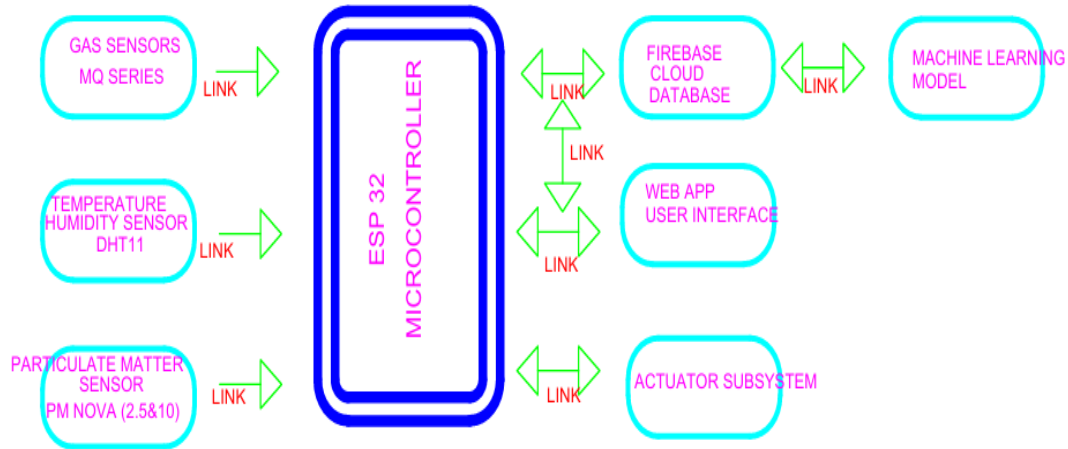 GAS SENSORS
MQ SERIES
LINK
TEMPERATURE
HUMIDITY SENSOR
DHT11
LINK
PARTICULATE MATTER
SENSOR
PM NOVA (2.5&10)
LINK
ESP 32
MICROCONTROLLER
LINK
FIREBASE
CLOUD
DATABASE
LINK
MACHINE LEARNING
MODEL
LINK
WEB APP
USER INTERFACE
LINK
ACTUATOR SUBSYSTEM
LINK